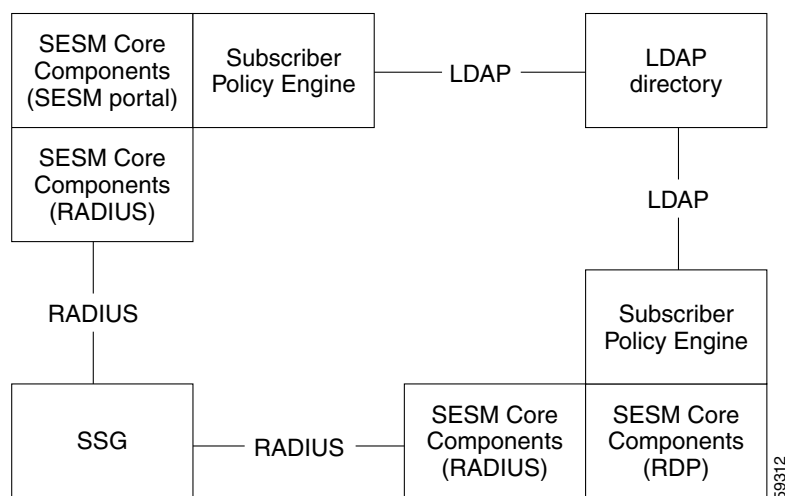 SESM Core
Components
(SESM portal)
Subscriber
Policy Engine
LDAP
LDAP
directory
SESM Core
Components
(RADIUS)
LDAP
RADIUS
Subscriber
Policy Engine
SSG
RADIUS
SESM Core
Components
(RADIUS)
SESM Core
Components
(RDP)
59312